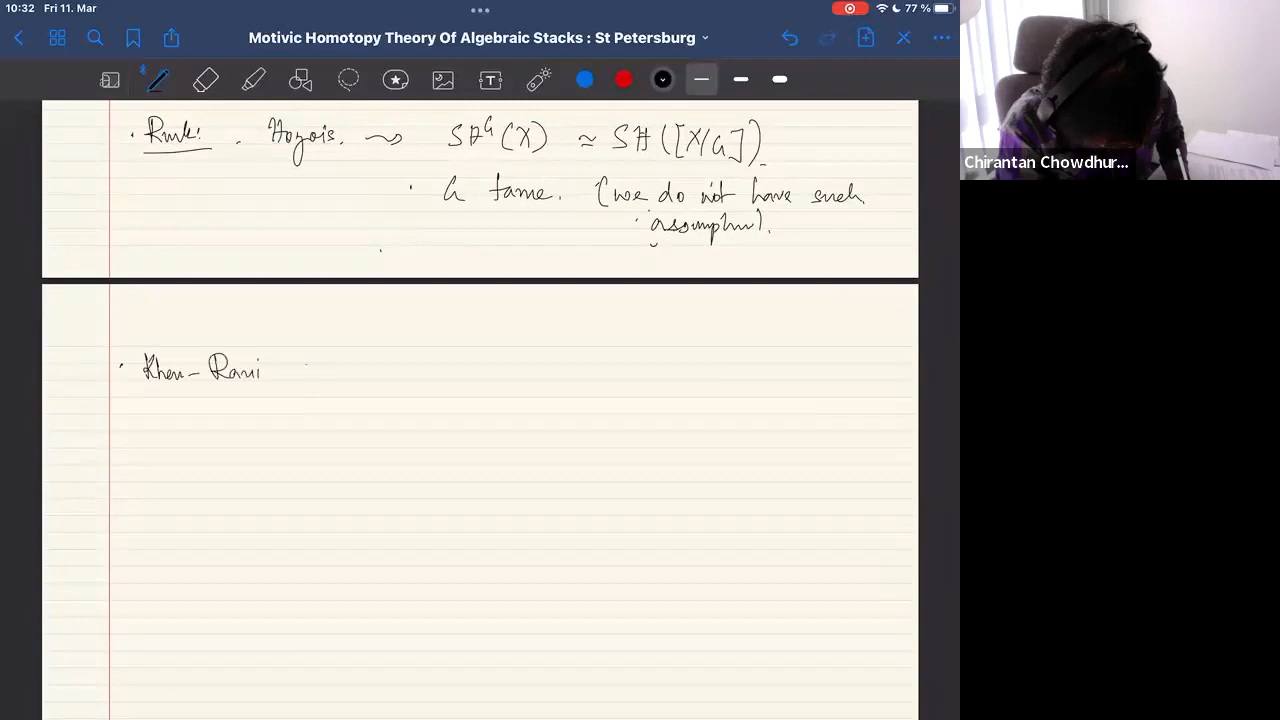 10:32 Fri 11. Mar 77 %
Motivic Homotopy Theory Of Algebraic Stacks : St Petersburg
Rmk: Hoyois. ⇝ SH^G(X) ≈ SH([X/G]).
G tame. (we do not have such
assumption).
Khan - Ravi
Chirantan Chowdhur...